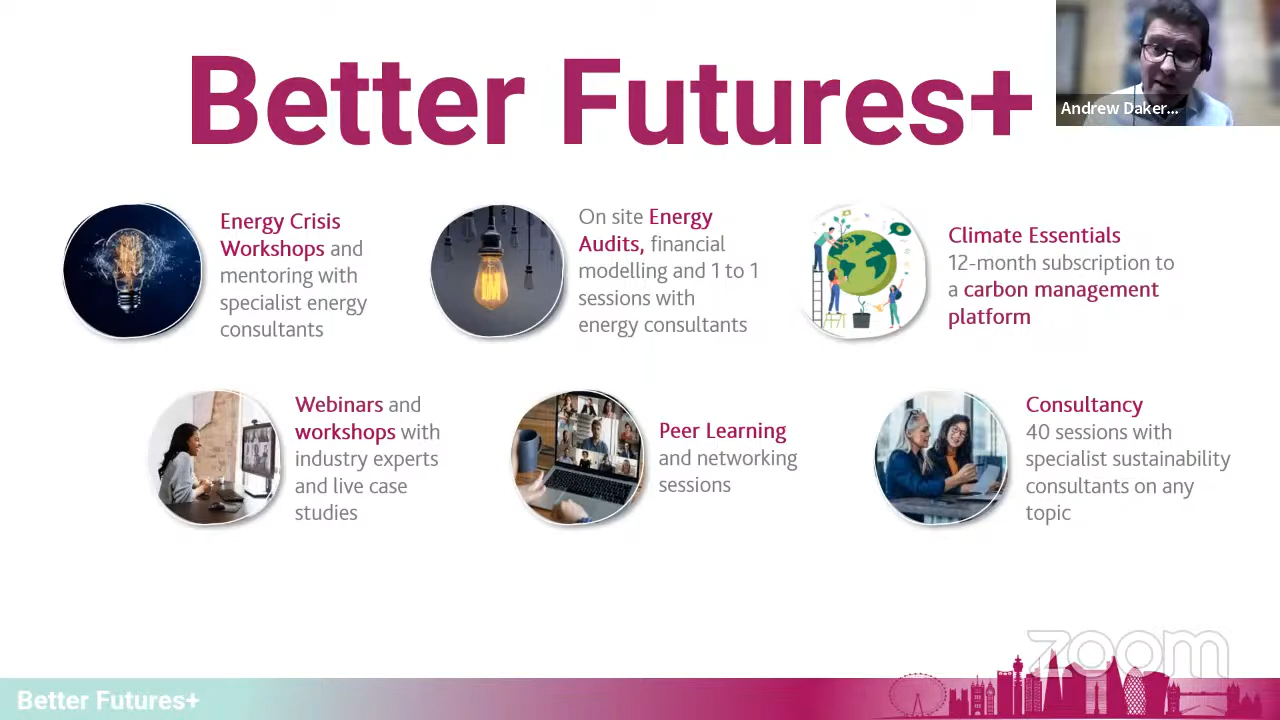 Better Futures+
Andrew Daker...
Energy Crisis
Workshops and
mentoring with
specialist energy
consultants
On site Energy
Audits, financial
modelling and 1 to 1
sessions with
energy consultants
Climate Essentials
12-month subscription to
a carbon management
platform
Webinars and
workshops with
industry experts
and live case
studies
Peer Learning
and networking
sessions
Consultancy
40 sessions with
specialist sustainability
consultants on any
topic
zoom
Better Futures+